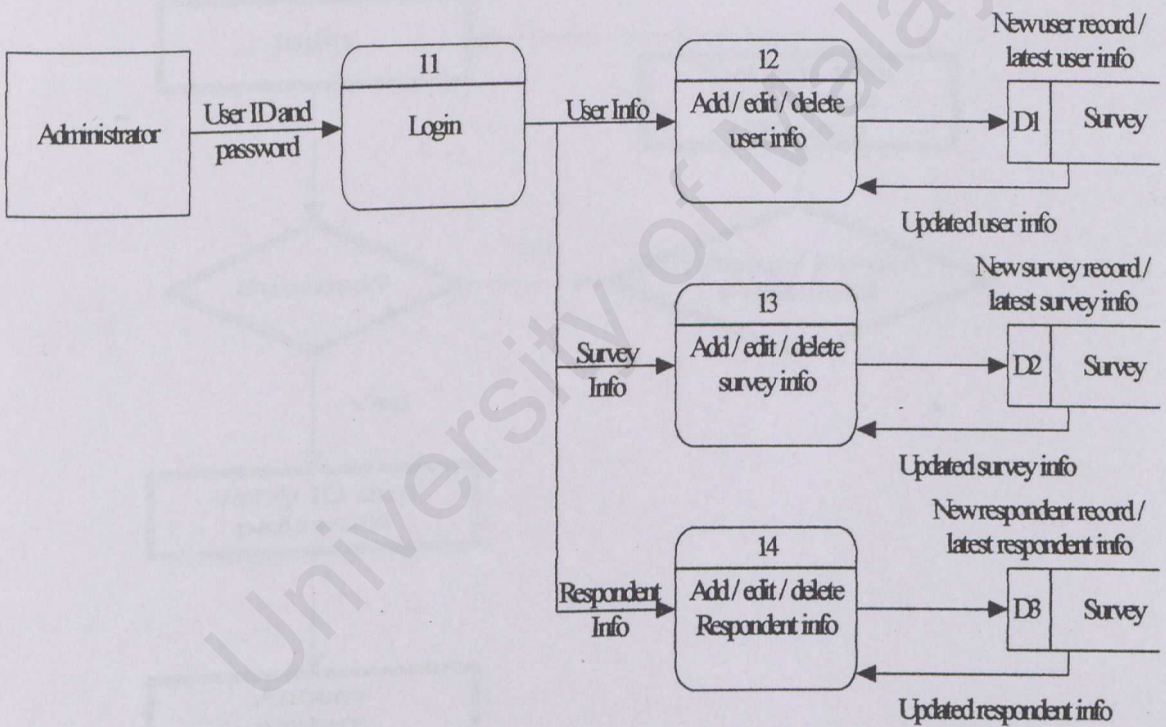 Administrator
User ID and
password
11
Login
User Info
12
Add / edit / delete
user info
New user record /
latest user info
D1
Survey
Updated user info
Survey
Info
13
Add / edit / delete
survey info
New survey record /
latest survey info
D2
Survey
Updated survey info
Respondent
Info
14
Add / edit / delete
Respondent info
New respondent record /
latest respondent info
D3
Survey
Updated respondent info
University of Malay